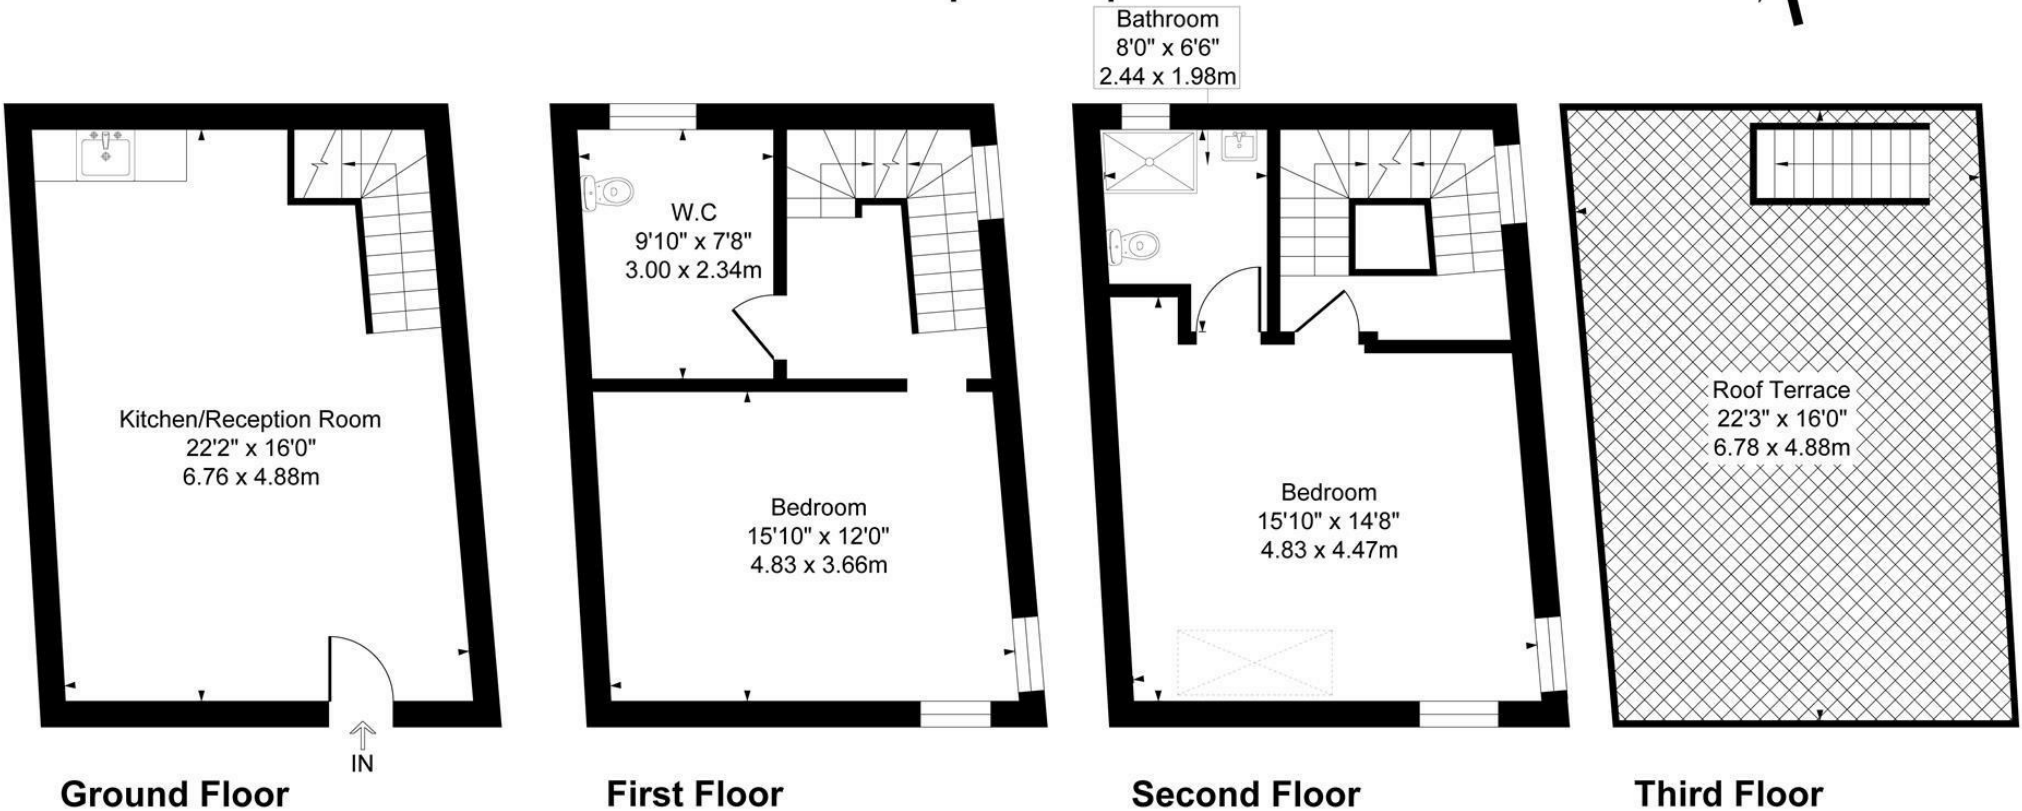 Bathroom
8'0" x 6'6"
2.44 x 1.98m
W.C
9'10" x 7'8"
3.00 x 2.34m
Kitchen/Reception Room
22'2" x 16'0"
6.76 x 4.88m
Bedroom
15'10" x 12'0"
4.83 x 3.66m
Bedroom
15'10" x 14'8"
4.83 x 4.47m
Roof Terrace
22'3" x 16'0"
6.78 x 4.88m
IN
Ground Floor
First Floor
Second Floor
Third Floor